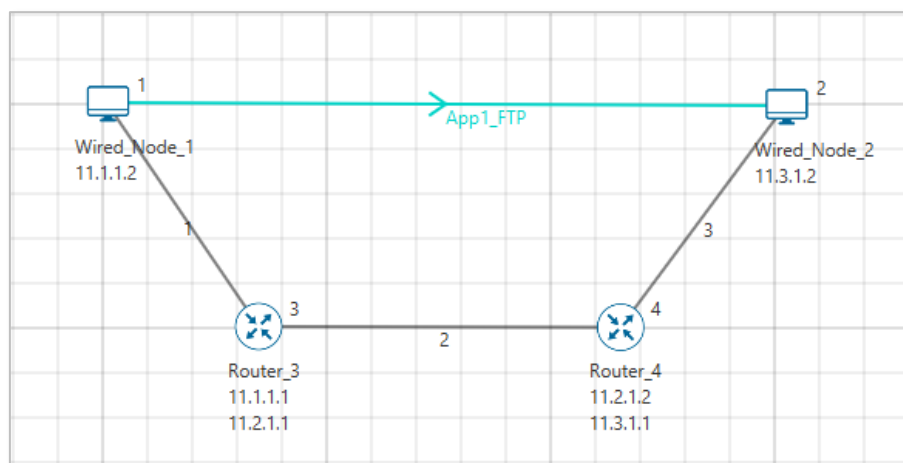 1
2
App1_FTP
Wired_Node_1
11.1.1.2
Wired_Node_2
11.3.1.2
1
3
3
4
2
Router_3
11.1.1.1
11.2.1.1
Router_4
11.2.1.2
11.3.1.1